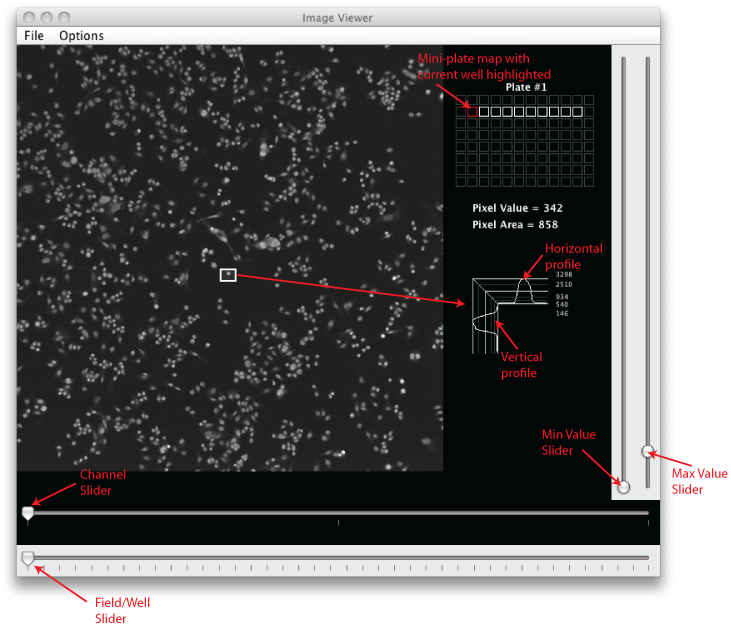 Image Viewer
File Options
Mini-plate map with
current well highlighted
Plate #1
Pixel Value = 342
Pixel Area = 858
Horizontal
profile
3298
2510
934
540
146
Vertical
profile
Min Value
Slider
Max Value
Slider
Channel
Slider
Field/Well
Slider